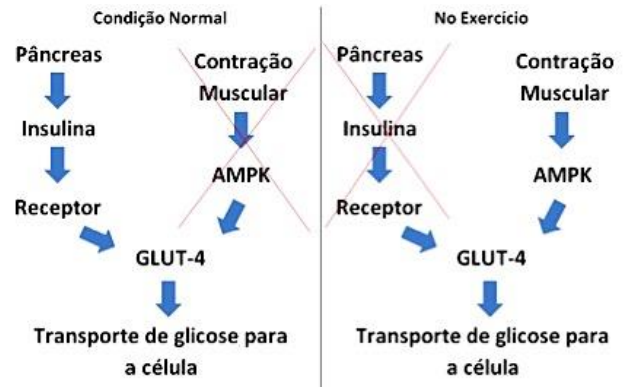 Condição Normal
Pâncreas
Insulina
Receptor
Contração
Muscular
AMPK
GLUT-4
Transporte de glicose para
a célula
No Exercício
Pâncreas
Insulina
Receptor
Contração
Muscular
AMPK
GLUT-4
Transporte de glicose para
a célula